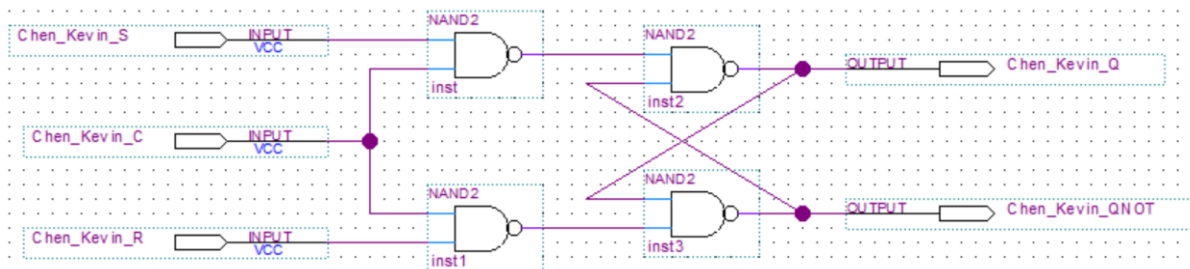 NAND2
Chen_Kevin_S
INPUT
VCC
inst
NAND2
inst2
OUTPUT
Chen_Kevin_Q
Chen_Kevin_C
INPUT
VCC
NAND2
Chen_Kevin_R
INPUT
VCC
inst1
NAND2
inst3
OUTPUT
Chen_Kevin_QNOT